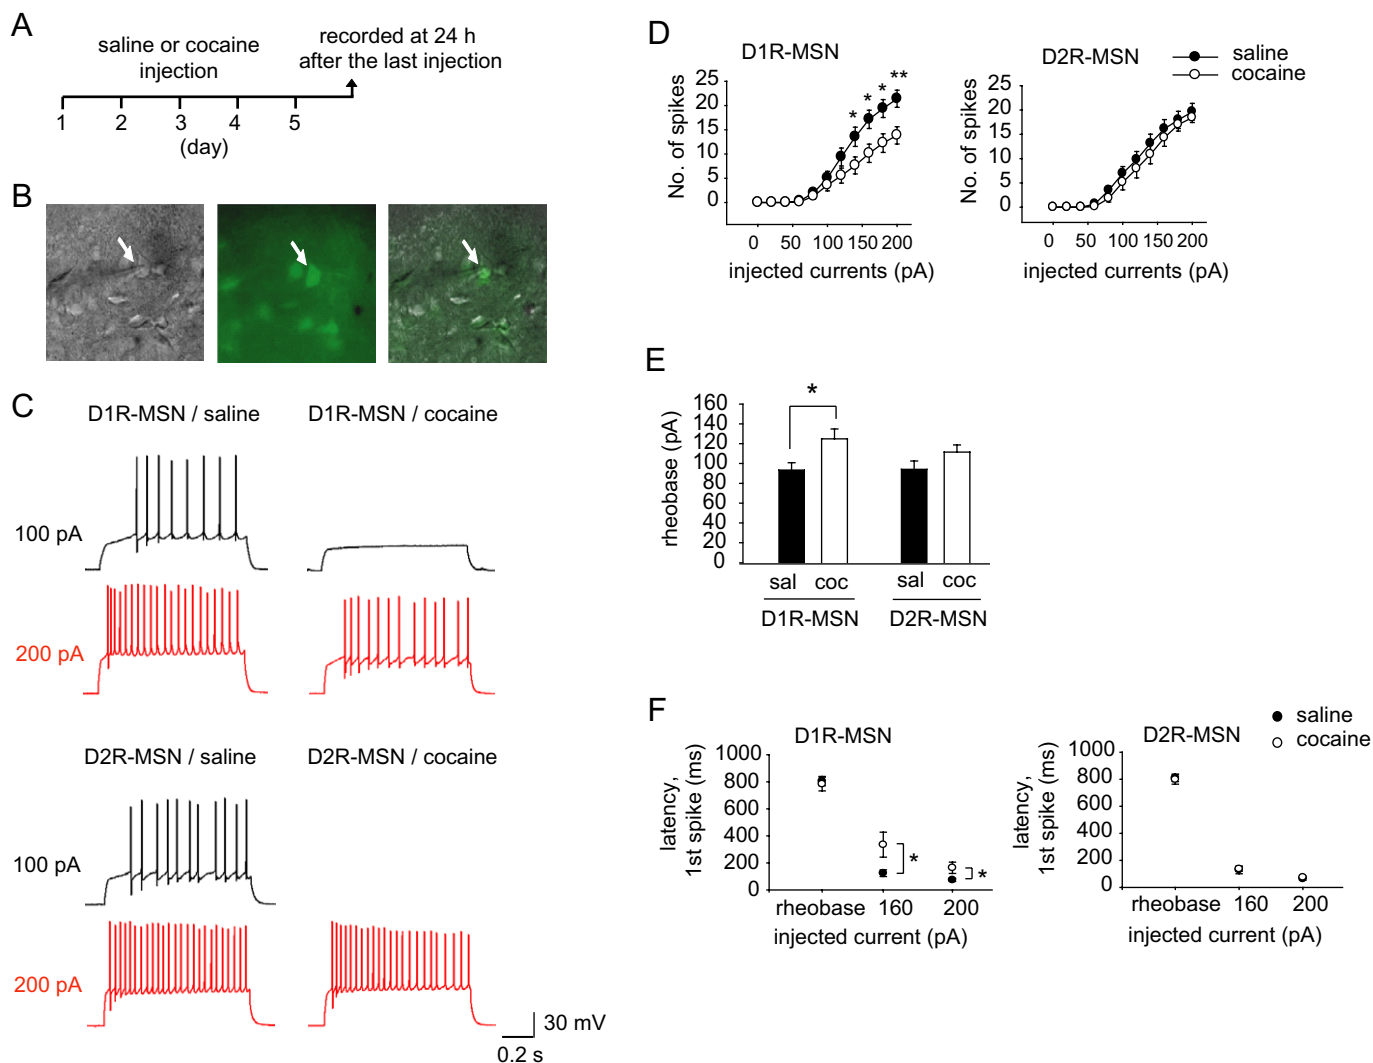 A
saline or cocaine
injection
recorded at 24 h
after the last injection
1 2 3 4 5
(day)
B
C
D1R-MSN / saline
D1R-MSN / cocaine
100 pA
200 pA
D2R-MSN / saline
D2R-MSN / cocaine
100 pA
200 pA
30 mV
0.2 s
D
D1R-MSN
No. of spikes
25
20
15
10
5
0
* * * **
0 50 100 150 200
injected currents (pA)
D2R-MSN
saline
cocaine
No. of spikes
25
20
15
10
5
0
0 50 100 150 200
injected currents (pA)
E
rheobase (pA)
160
140
120
100
80
60
40
20
0
*
sal coc sal coc
D1R-MSN D2R-MSN
F
D1R-MSN
latency,
1st spike (ms)
1000
800
600
400
200
0
*
*
rheobase 160 200
injected current (pA)
D2R-MSN
saline
cocaine
latency,
1st spike (ms)
1000
800
600
400
200
0
rheobase 160 200
injected current (pA)